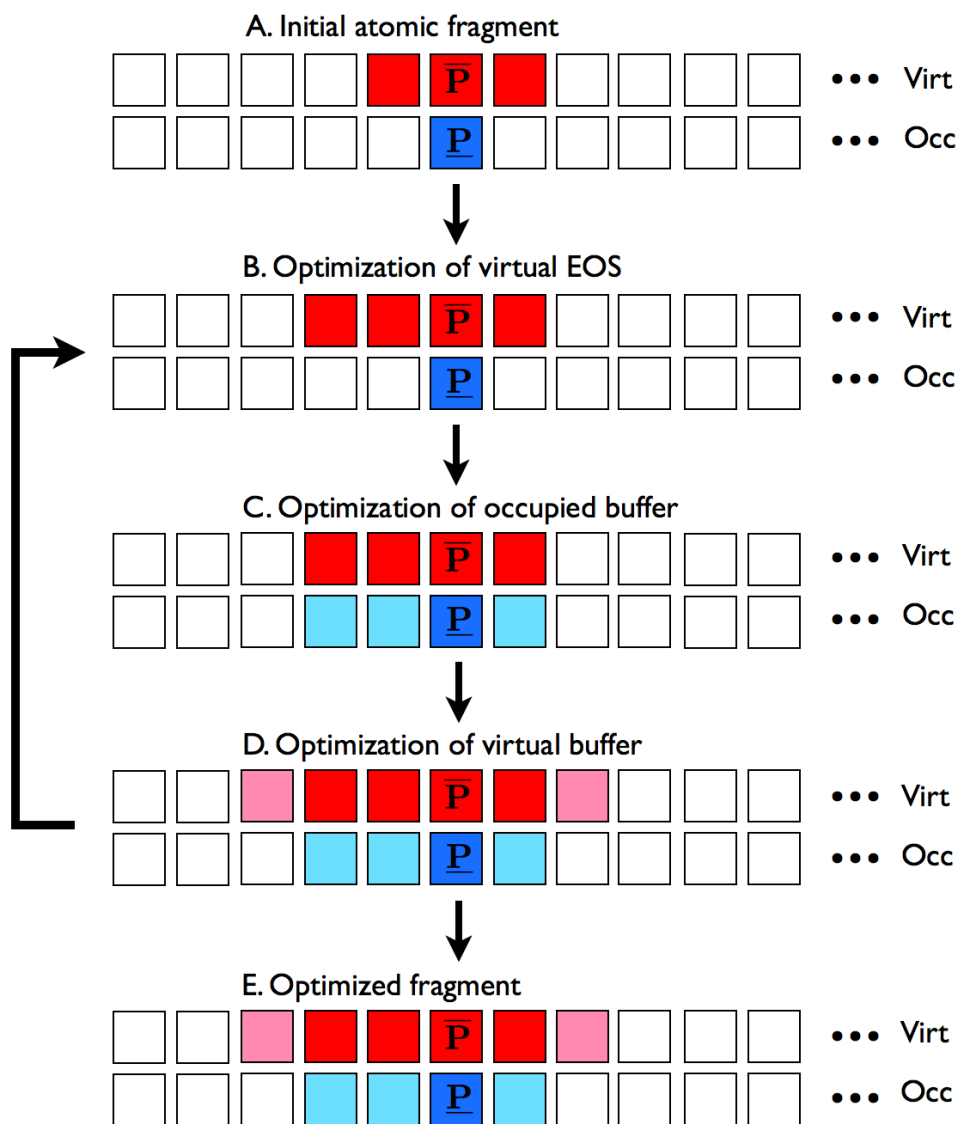 A. Initial atomic fragment
P̅ ••• Virt
P̲ ••• Occ
B. Optimization of virtual EOS
P̅ ••• Virt
P̲ ••• Occ
C. Optimization of occupied buffer
P̅ ••• Virt
P̲ ••• Occ
D. Optimization of virtual buffer
P̅ ••• Virt
P̲ ••• Occ
E. Optimized fragment
P̅ ••• Virt
P̲ ••• Occ